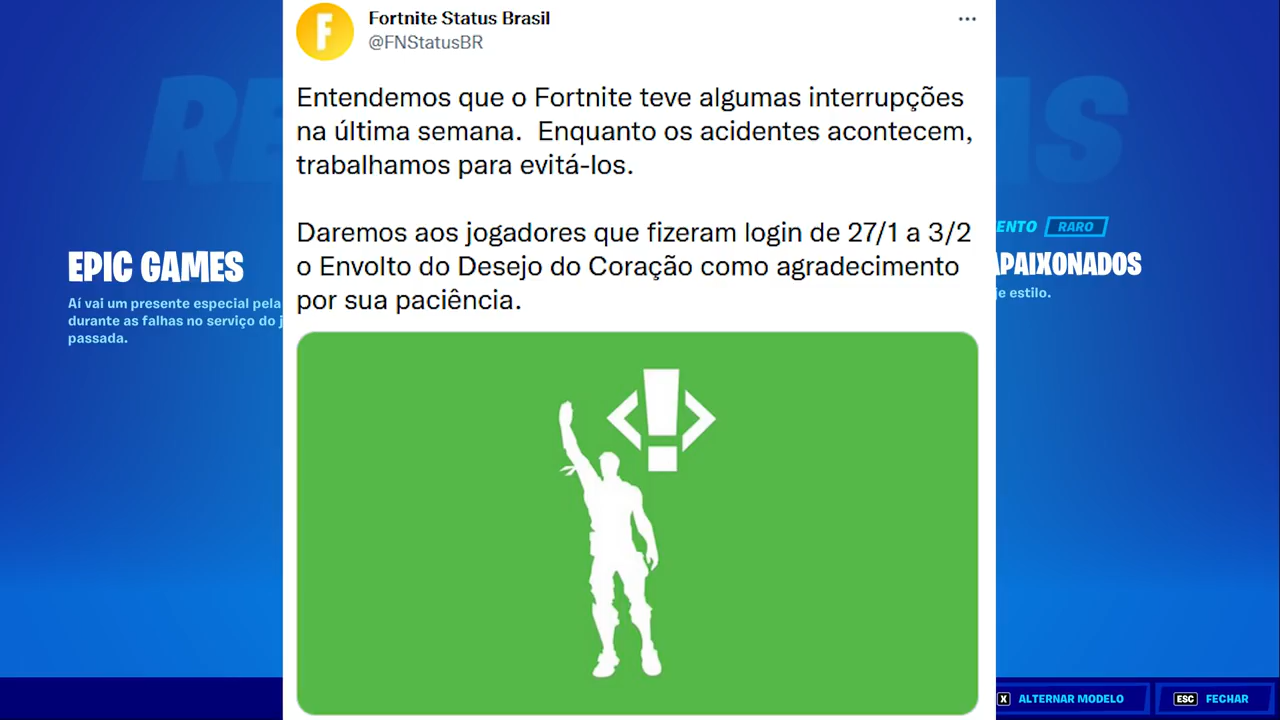 Fortnite Status Brasil
@FNStatusBR
Entendemos que o Fortnite teve algumas interrupções
na última semana.  Enquanto os acidentes acontecem,
trabalhamos para evitá-los.
Daremos aos jogadores que fizeram login de 27/1 a 3/2
o Envolto do Desejo do Coração como agradecimento
por sua paciência.
EPIC GAMES
Aí vai um presente especial pela
durante as falhas no serviço do j
passada.
ENTO RARO
APAIXONADOS
je estilo.
X ALTERNAR MODELO
ESC FECHAR